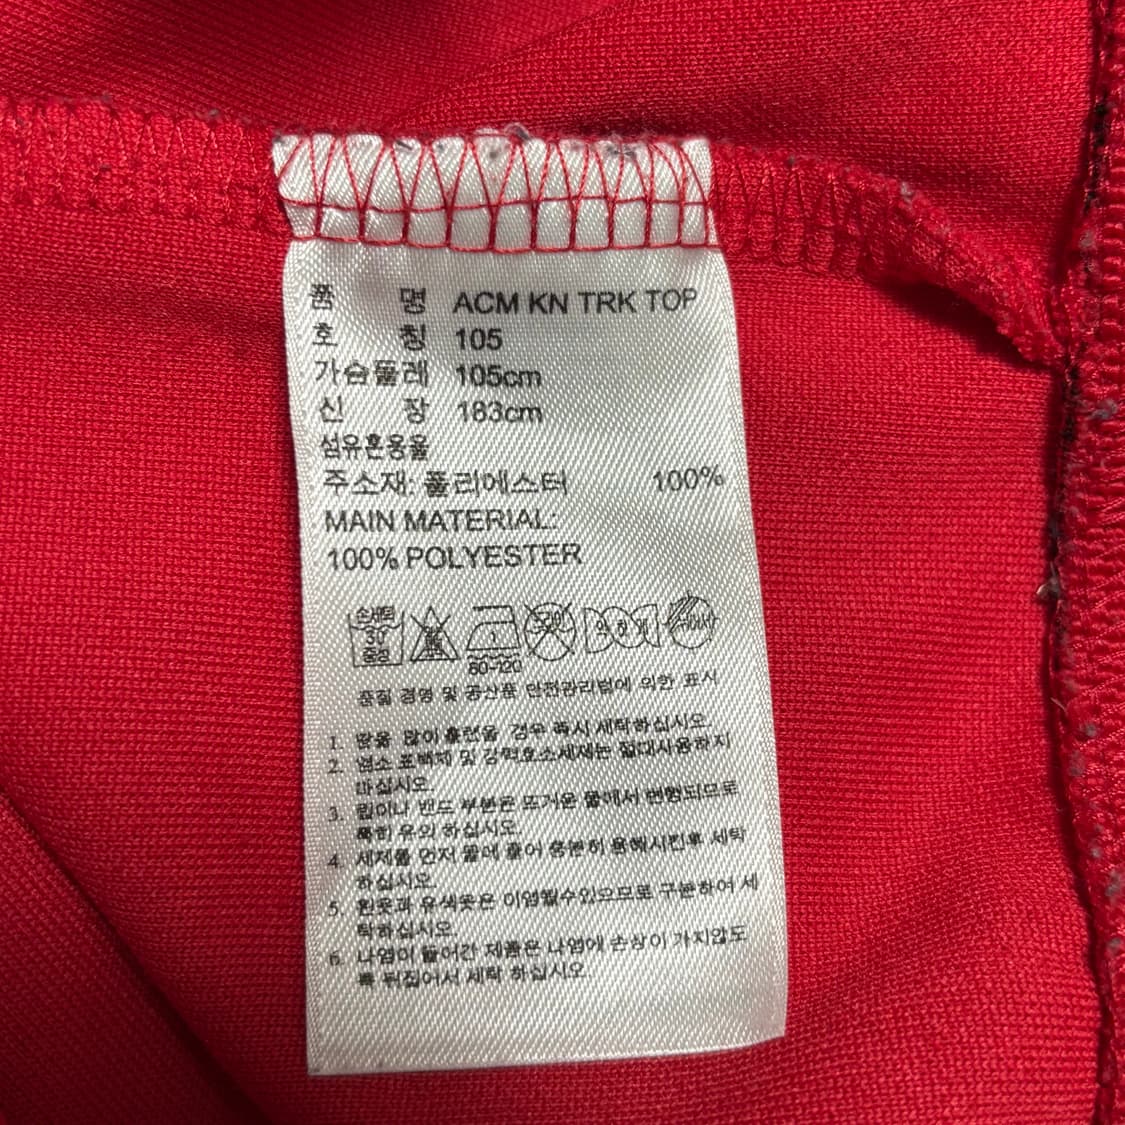 품 명 ACM KN TRK TOP
호 칭 105
가슴둘레 105cm
신 장 183cm
섬유혼용율
주소재: 폴리에스터 100%
MAIN MATERIAL:
100% POLYESTER
손세탁
30
중성
80-120
품질 경영 및 공산품 안전관리법에 의한 표시
1. 땀을 많이 흘렸을 경우 즉시 세탁하십시오.
2. 염소 표백제 및 강력효소세제는 절대사용하지
마십시오.
3. 립이나 밴드 부분은 뜨거운 물에서 변형되므로
특히 유의 하십시오.
4. 세제를 먼저 물에 풀어 충분히 용해시킨후 세탁
하십시오.
5. 흰옷과 유색옷은 이염될수있으므로 구분하여 세
탁하십시오
6. 나염이 들어간 제품은 나염에 손상이 가지않도
록 뒤집어서 세탁 하십시오.